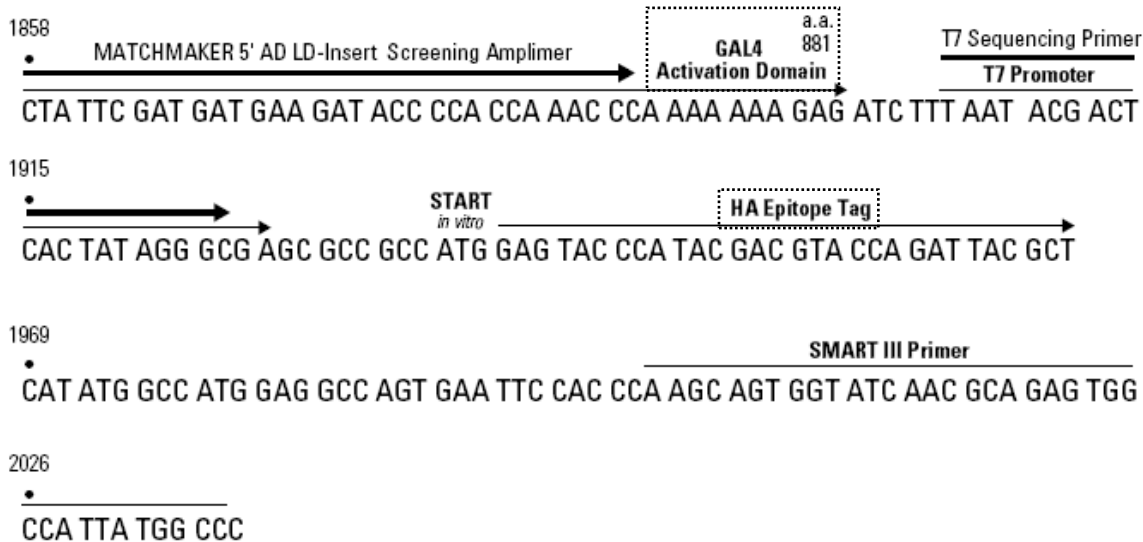 1858
MATCHMAKER 5' AD LD-Insert Screening Amplimer
GAL4
Activation Domain
a.a.
881
T7 Sequencing Primer
T7 Promoter
CTA TTC GAT GAT GAA GAT ACC CCA CCA AAC CCA AAA AAA GAG ATC TTT AAT ACG ACT
1915
START
in vitro
HA Epitope Tag
CAC TAT AGG GCG AGC GCC GCC ATG GAG TAC CCA TAC GAC GTA CCA GAT TAC GCT
1969
SMART III Primer
CAT ATG GCC ATG GAG GCC AGT GAA TTC CAC CCA AGC AGT GGT ATC AAC GCA GAG TGG
2026
CCA TTA TGG CCC